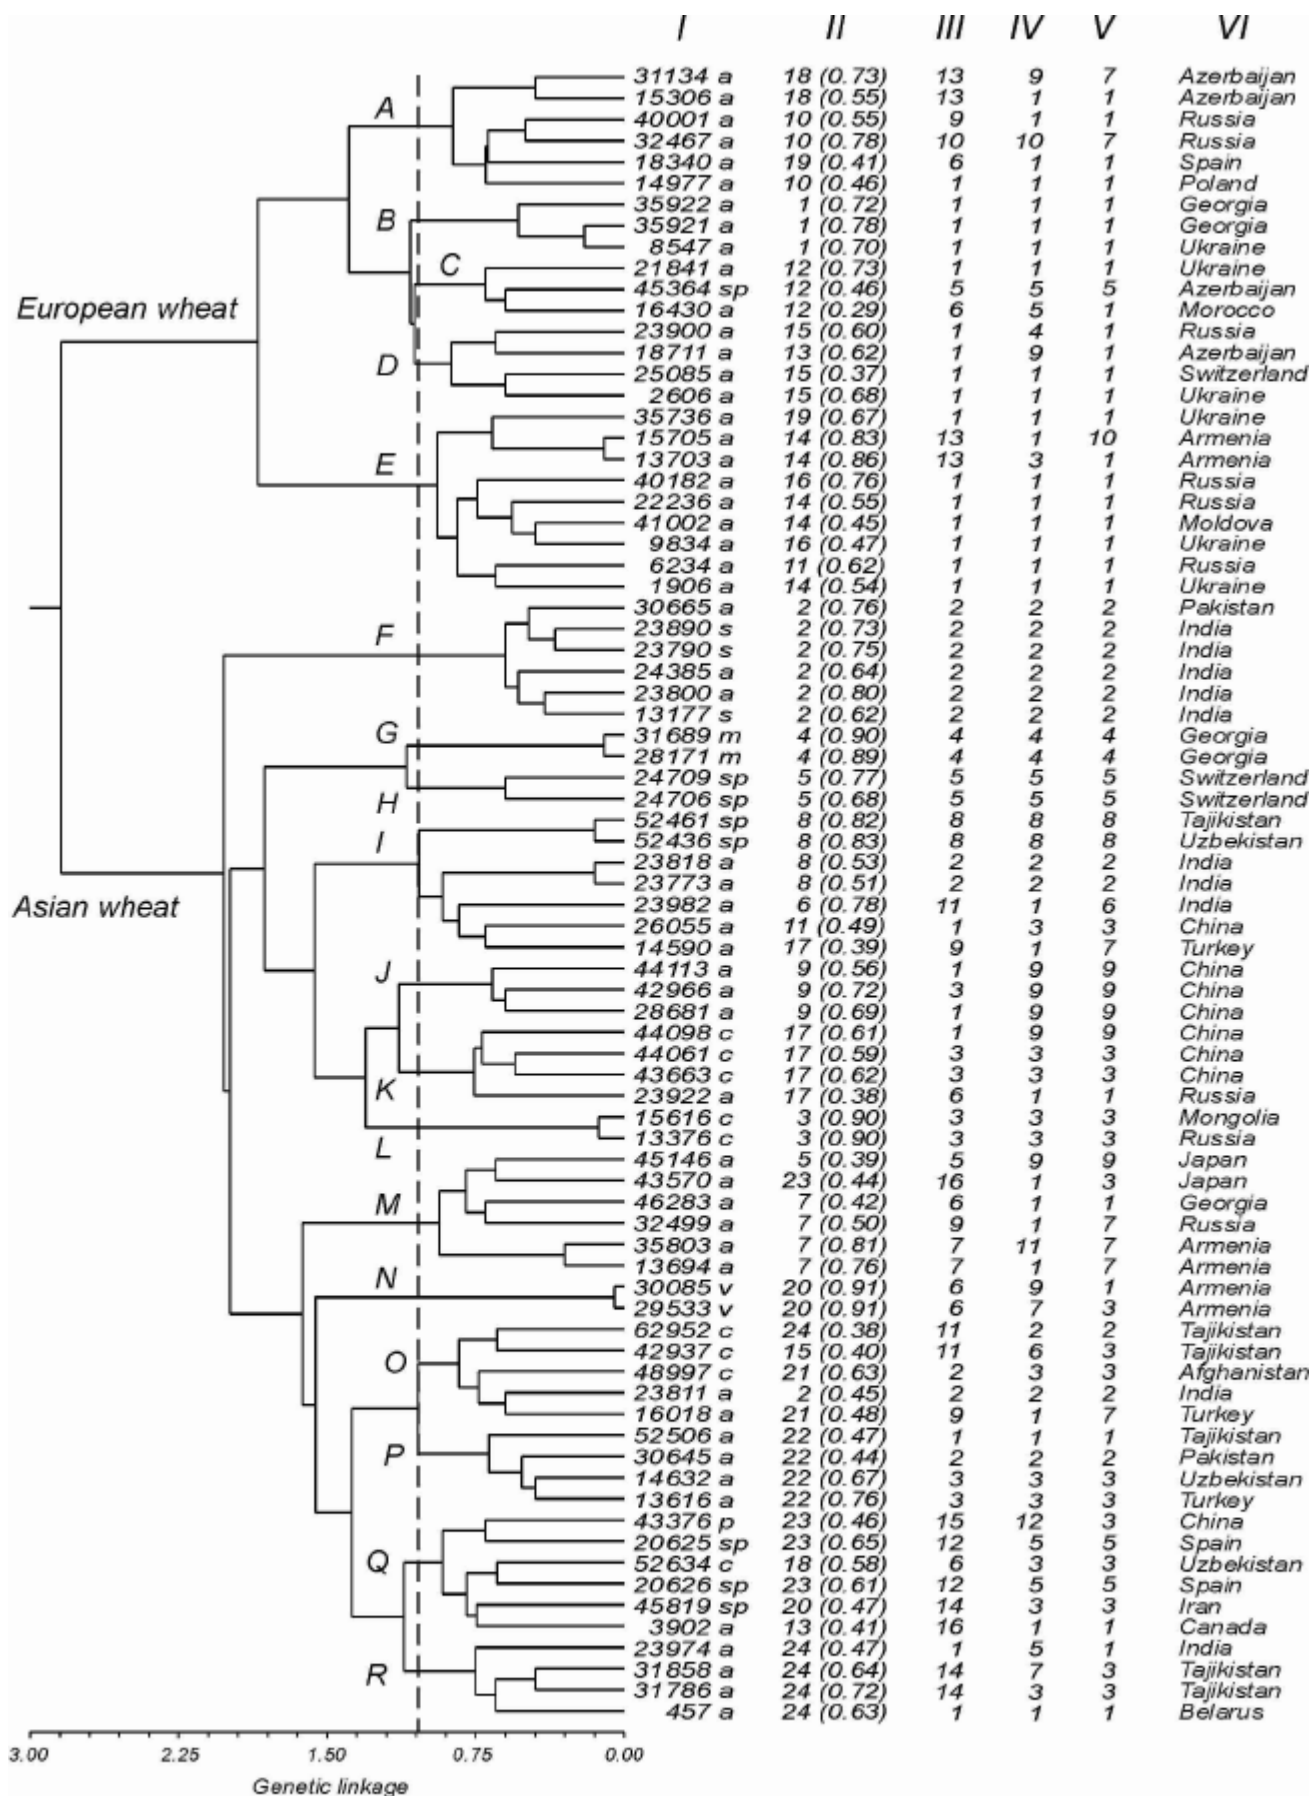 I II III IV V VI
31134 a 18 (0.73) 13 9 7 Azerbaijan
15306 a 18 (0.55) 13 1 1 Azerbaijan
A
40001 a 10 (0.55) 9 1 1 Russia
32467 a 10 (0.78) 10 10 7 Russia
18340 a 19 (0.41) 6 1 1 Spain
14977 a 10 (0.46) 1 1 1 Poland
35922 a 1 (0.72) 1 1 1 Georgia
B
35921 a 1 (0.78) 1 1 1 Georgia
8547 a 1 (0.70) 1 1 1 Ukraine
C
21841 a 12 (0.73) 1 1 1 Ukraine
45364 sp 12 (0.46) 5 5 5 Azerbaijan
European wheat
16430 a 12 (0.29) 6 5 1 Morocco
23900 a 15 (0.60) 1 4 1 Russia
18711 a 13 (0.62) 1 9 1 Azerbaijan
D
25085 a 15 (0.37) 1 1 1 Switzerland
2606 a 15 (0.68) 1 1 1 Ukraine
35736 a 19 (0.67) 1 1 1 Ukraine
15705 a 14 (0.83) 13 1 10 Armenia
E
13703 a 14 (0.86) 13 3 1 Armenia
40182 a 16 (0.76) 1 1 1 Russia
22236 a 14 (0.55) 1 1 1 Russia
41002 a 14 (0.45) 1 1 1 Moldova
9834 a 16 (0.47) 1 1 1 Ukraine
6234 a 11 (0.62) 1 1 1 Russia
1906 a 14 (0.54) 1 1 1 Ukraine
30665 a 2 (0.76) 2 2 2 Pakistan
F
23890 s 2 (0.73) 2 2 2 India
23790 s 2 (0.75) 2 2 2 India
24385 a 2 (0.64) 2 2 2 India
23800 a 2 (0.80) 2 2 2 India
13177 s 2 (0.62) 2 2 2 India
G
31689 m 4 (0.90) 4 4 4 Georgia
28171 m 4 (0.89) 4 4 4 Georgia
24709 sp 5 (0.77) 5 5 5 Switzerland
H
24706 sp 5 (0.68) 5 5 5 Switzerland
52461 sp 8 (0.82) 8 8 8 Tajikistan
I
52436 sp 8 (0.83) 8 8 8 Uzbekistan
23818 a 8 (0.53) 2 2 2 India
23773 a 8 (0.51) 2 2 2 India
Asian wheat
23982 a 6 (0.78) 11 1 6 India
26055 a 11 (0.49) 1 3 3 China
14590 a 17 (0.39) 9 1 7 Turkey
J
44113 a 9 (0.56) 1 9 9 China
42966 a 9 (0.72) 3 9 9 China
28681 a 9 (0.69) 1 9 9 China
44098 c 17 (0.61) 1 9 9 China
44061 c 17 (0.59) 3 3 3 China
43663 c 17 (0.62) 3 3 3 China
K
23922 a 17 (0.38) 6 1 1 Russia
15616 c 3 (0.90) 3 3 3 Mongolia
13376 c 3 (0.90) 3 3 3 Russia
L
45146 a 5 (0.39) 5 9 9 Japan
43570 a 23 (0.44) 16 1 3 Japan
M
46283 a 7 (0.42) 6 1 1 Georgia
32499 a 7 (0.50) 9 1 7 Russia
35803 a 7 (0.81) 7 11 7 Armenia
13694 a 7 (0.76) 7 1 7 Armenia
N
30085 v 20 (0.91) 6 9 1 Armenia
29533 v 20 (0.91) 6 7 3 Armenia
62952 c 24 (0.38) 11 2 2 Tajikistan
O
42937 c 15 (0.40) 11 6 3 Tajikistan
48997 c 21 (0.63) 2 3 3 Afghanistan
23811 a 2 (0.45) 2 2 2 India
16018 a 21 (0.48) 9 1 7 Turkey
52506 a 22 (0.47) 1 1 1 Tajikistan
P
30645 a 22 (0.44) 2 2 2 Pakistan
14632 a 22 (0.67) 3 3 3 Uzbekistan
13616 a 22 (0.76) 3 3 3 Turkey
43376 p 23 (0.46) 15 12 3 China
20625 sp 23 (0.65) 12 5 5 Spain
Q
52634 c 18 (0.58) 6 3 3 Uzbekistan
20626 sp 23 (0.61) 12 5 5 Spain
45819 sp 20 (0.47) 14 3 3 Iran
3902 a 13 (0.41) 16 1 1 Canada
23974 a 24 (0.47) 1 5 1 India
R
31858 a 24 (0.64) 14 7 3 Tajikistan
31786 a 24 (0.72) 14 3 3 Tajikistan
457 a 24 (0.63) 1 1 1 Belarus
3.00 2.25 1.50 0.75 0.00
Genetic linkage